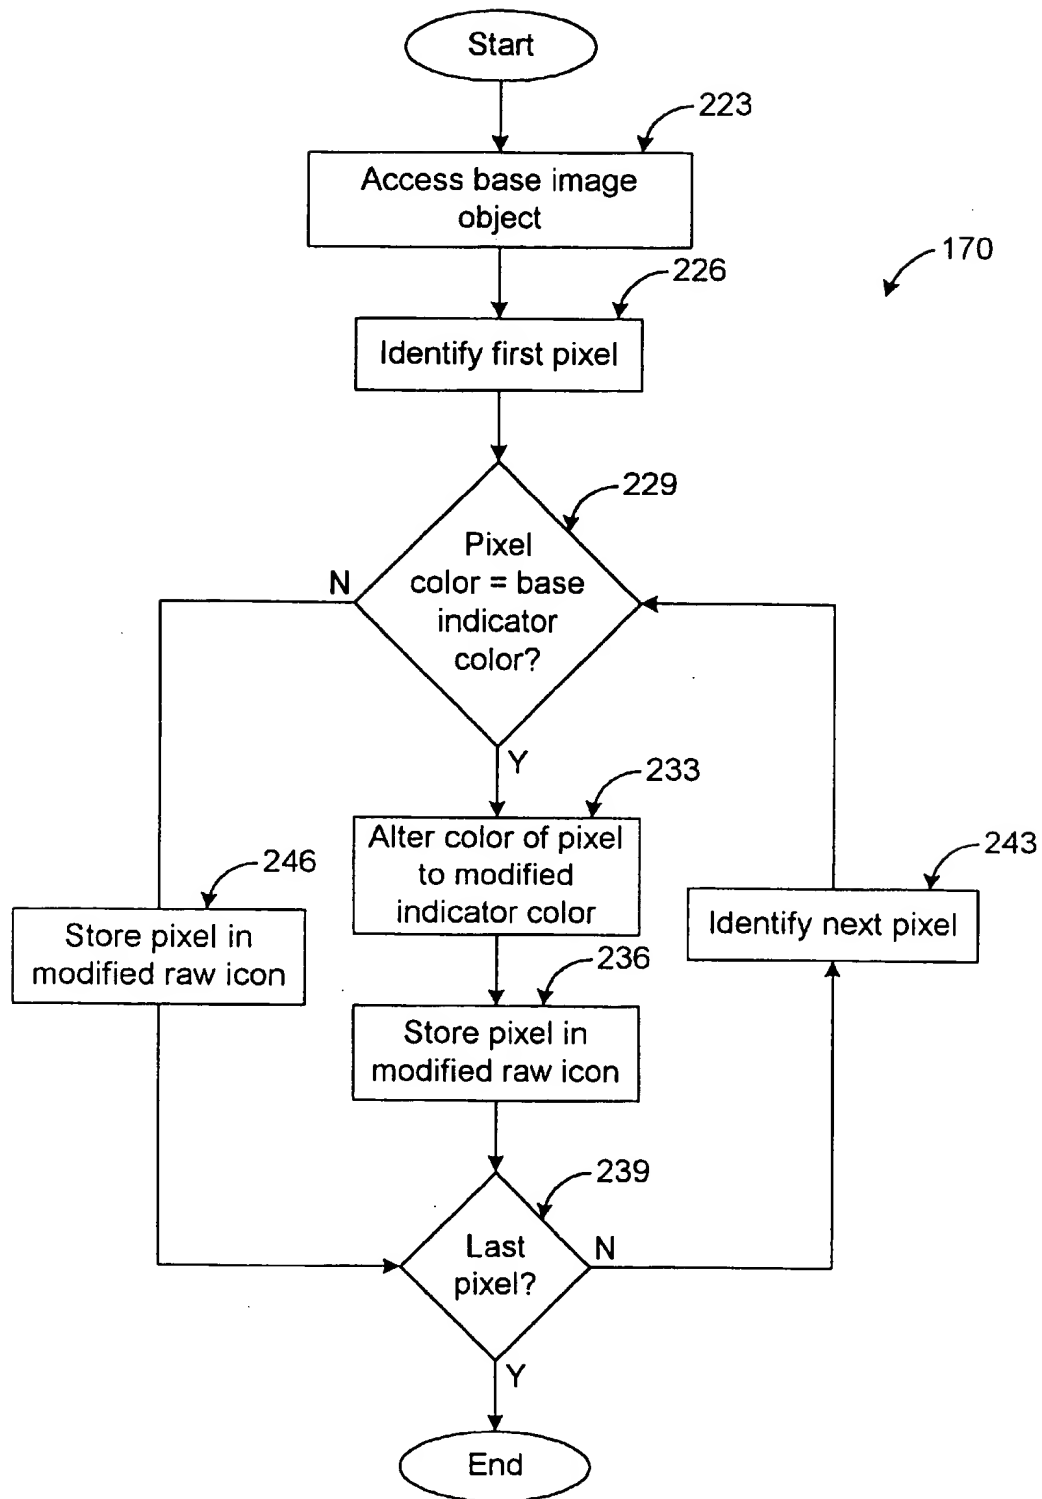 Start
223
Access base image
object
170
226
Identify first pixel
229
Pixel
color = base
indicator
color?
N
Y
233
Alter color of pixel
to modified
indicator color
243
Identify next pixel
246
Store pixel in
modified raw icon
236
Store pixel in
modified raw icon
239
Last
pixel?
N
Y
End